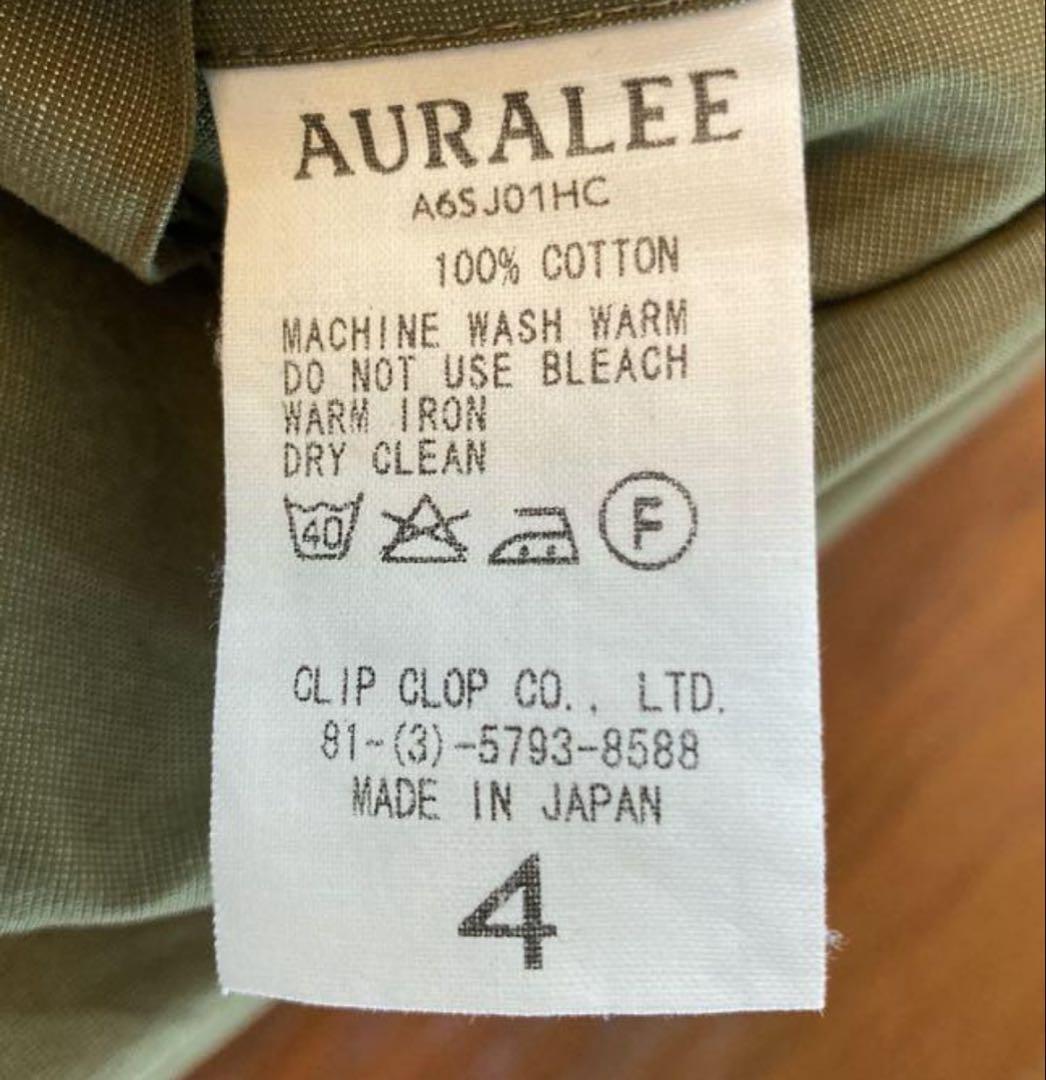 AURALEE
A6SJ01HC
100% COTTON
MACHINE WASH WARM
DO NOT USE BLEACH
WARM IRON
DRY CLEAN
40 F
CLIP CLOP CO., LTD.
81-(3)-5793-8588
MADE IN JAPAN
4